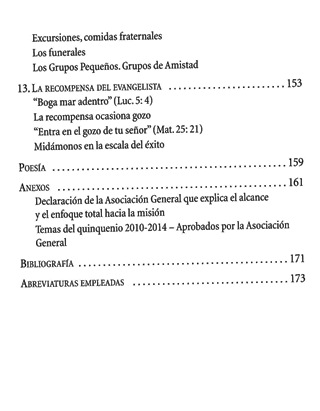 Excursiones, comidas fraternales
Los funerales
Los Grupos Pequeños. Grupos de Amistad
13. La recompensa del evangelista ........................ 153
“Boga mar adentro” (Luc. 5: 4)
La recompensa ocasiona gozo
“Entra en el gozo de tu señor” (Mat. 25: 21)
Midámonos en la escala del éxito
Poesía ................................................ 159
Anexos ............................................... 161
Declaración de la Asociación General que explica el alcance
y el enfoque total hacia la misión
Temas del quinquenio 2010-2014 – Aprobados por la Asociación
General
Bibliografía ........................................... 171
Abreviaturas empleadas ................................ 173